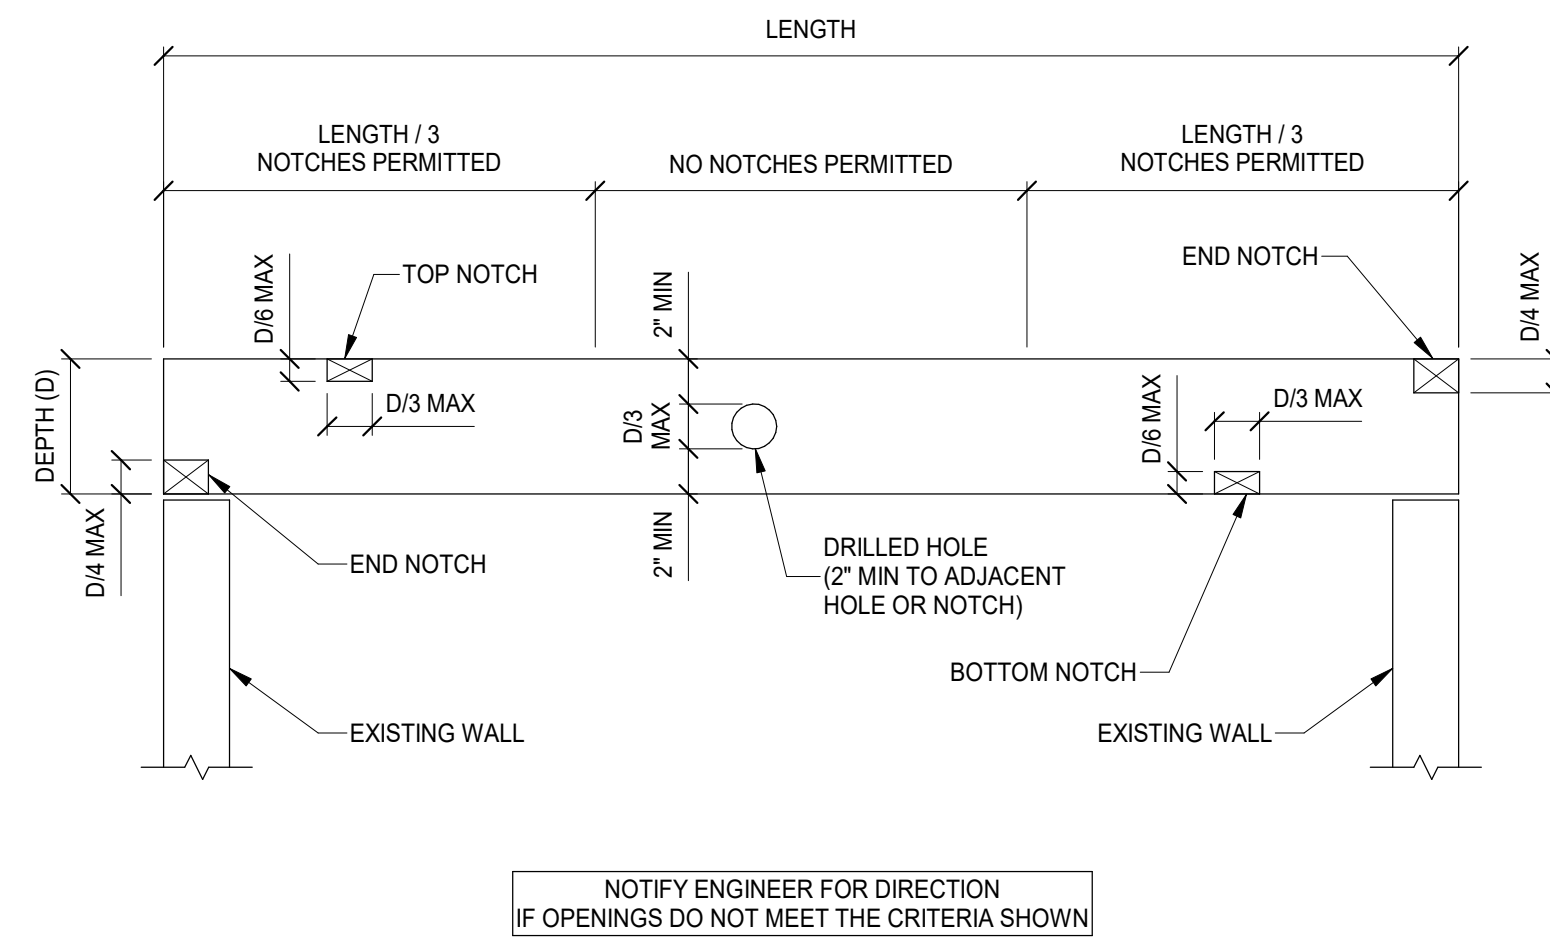 LENGTH
LENGTH / 3
NOTCHES PERMITTED
NO NOTCHES PERMITTED
LENGTH / 3
NOTCHES PERMITTED
D/6 MAX
TOP NOTCH
2" MIN
END NOTCH
D/4 MAX
DEPTH (D)
D/3 MAX
D/3
MAX
D/6 MAX
D/3 MAX
D/4 MAX
END NOTCH
2" MIN
DRILLED HOLE
(2" MIN TO ADJACENT
HOLE OR NOTCH)
BOTTOM NOTCH
EXISTING WALL
EXISTING WALL
NOTIFY ENGINEER FOR DIRECTION
IF OPENINGS DO NOT MEET THE CRITERIA SHOWN